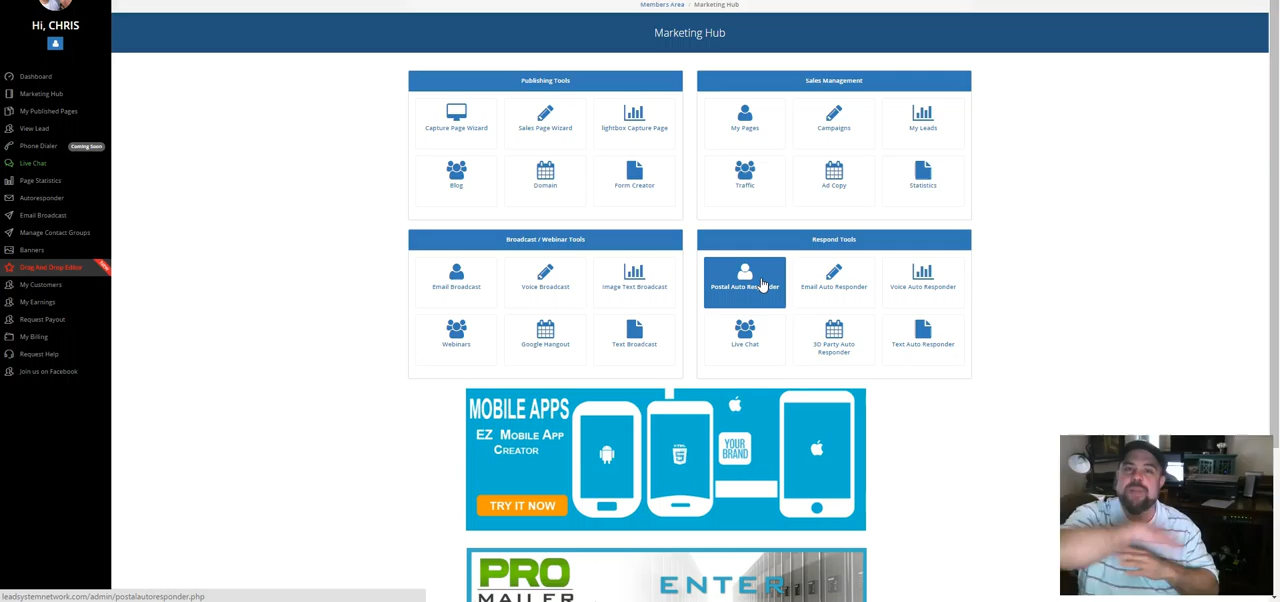 Members Area / Marketing Hub
Hi, CHRIS
Marketing Hub
Dashboard
Marketing Hub
My Published Pages
View Lead
Phone Dialer Coming Soon
Live Chat
Page Statistics
Autoresponder
Email Broadcast
Manage Contact Groups
Banners
Drag And Drop Editor
My Customers
My Earnings
Request Payout
My Billing
Request Help
Join us on Facebook
Publishing Tools
Capture Page Wizard
Sales Page Wizard
lightbox Capture Page
Blog
Domain
Form Creator
Sales Management
My Pages
Campaigns
My Leads
Traffic
Ad Copy
Statistics
Broadcast / Webinar Tools
Email Broadcast
Voice Broadcast
Image Text Broadcast
Webinars
Google Hangout
Text Broadcast
Respond Tools
Postal Auto Responder
Email Auto Responder
Voice Auto Responder
Live Chat
3D Party Auto
Responder
Text Auto Responder
MOBILE APPS
EZ MOBILE APP
CREATOR
TRY IT NOW
HTML
5
YOUR
BRAND
PRO
MAILER
ENTER
leadsystemnetwork.com/admin/postalautoresponder.php